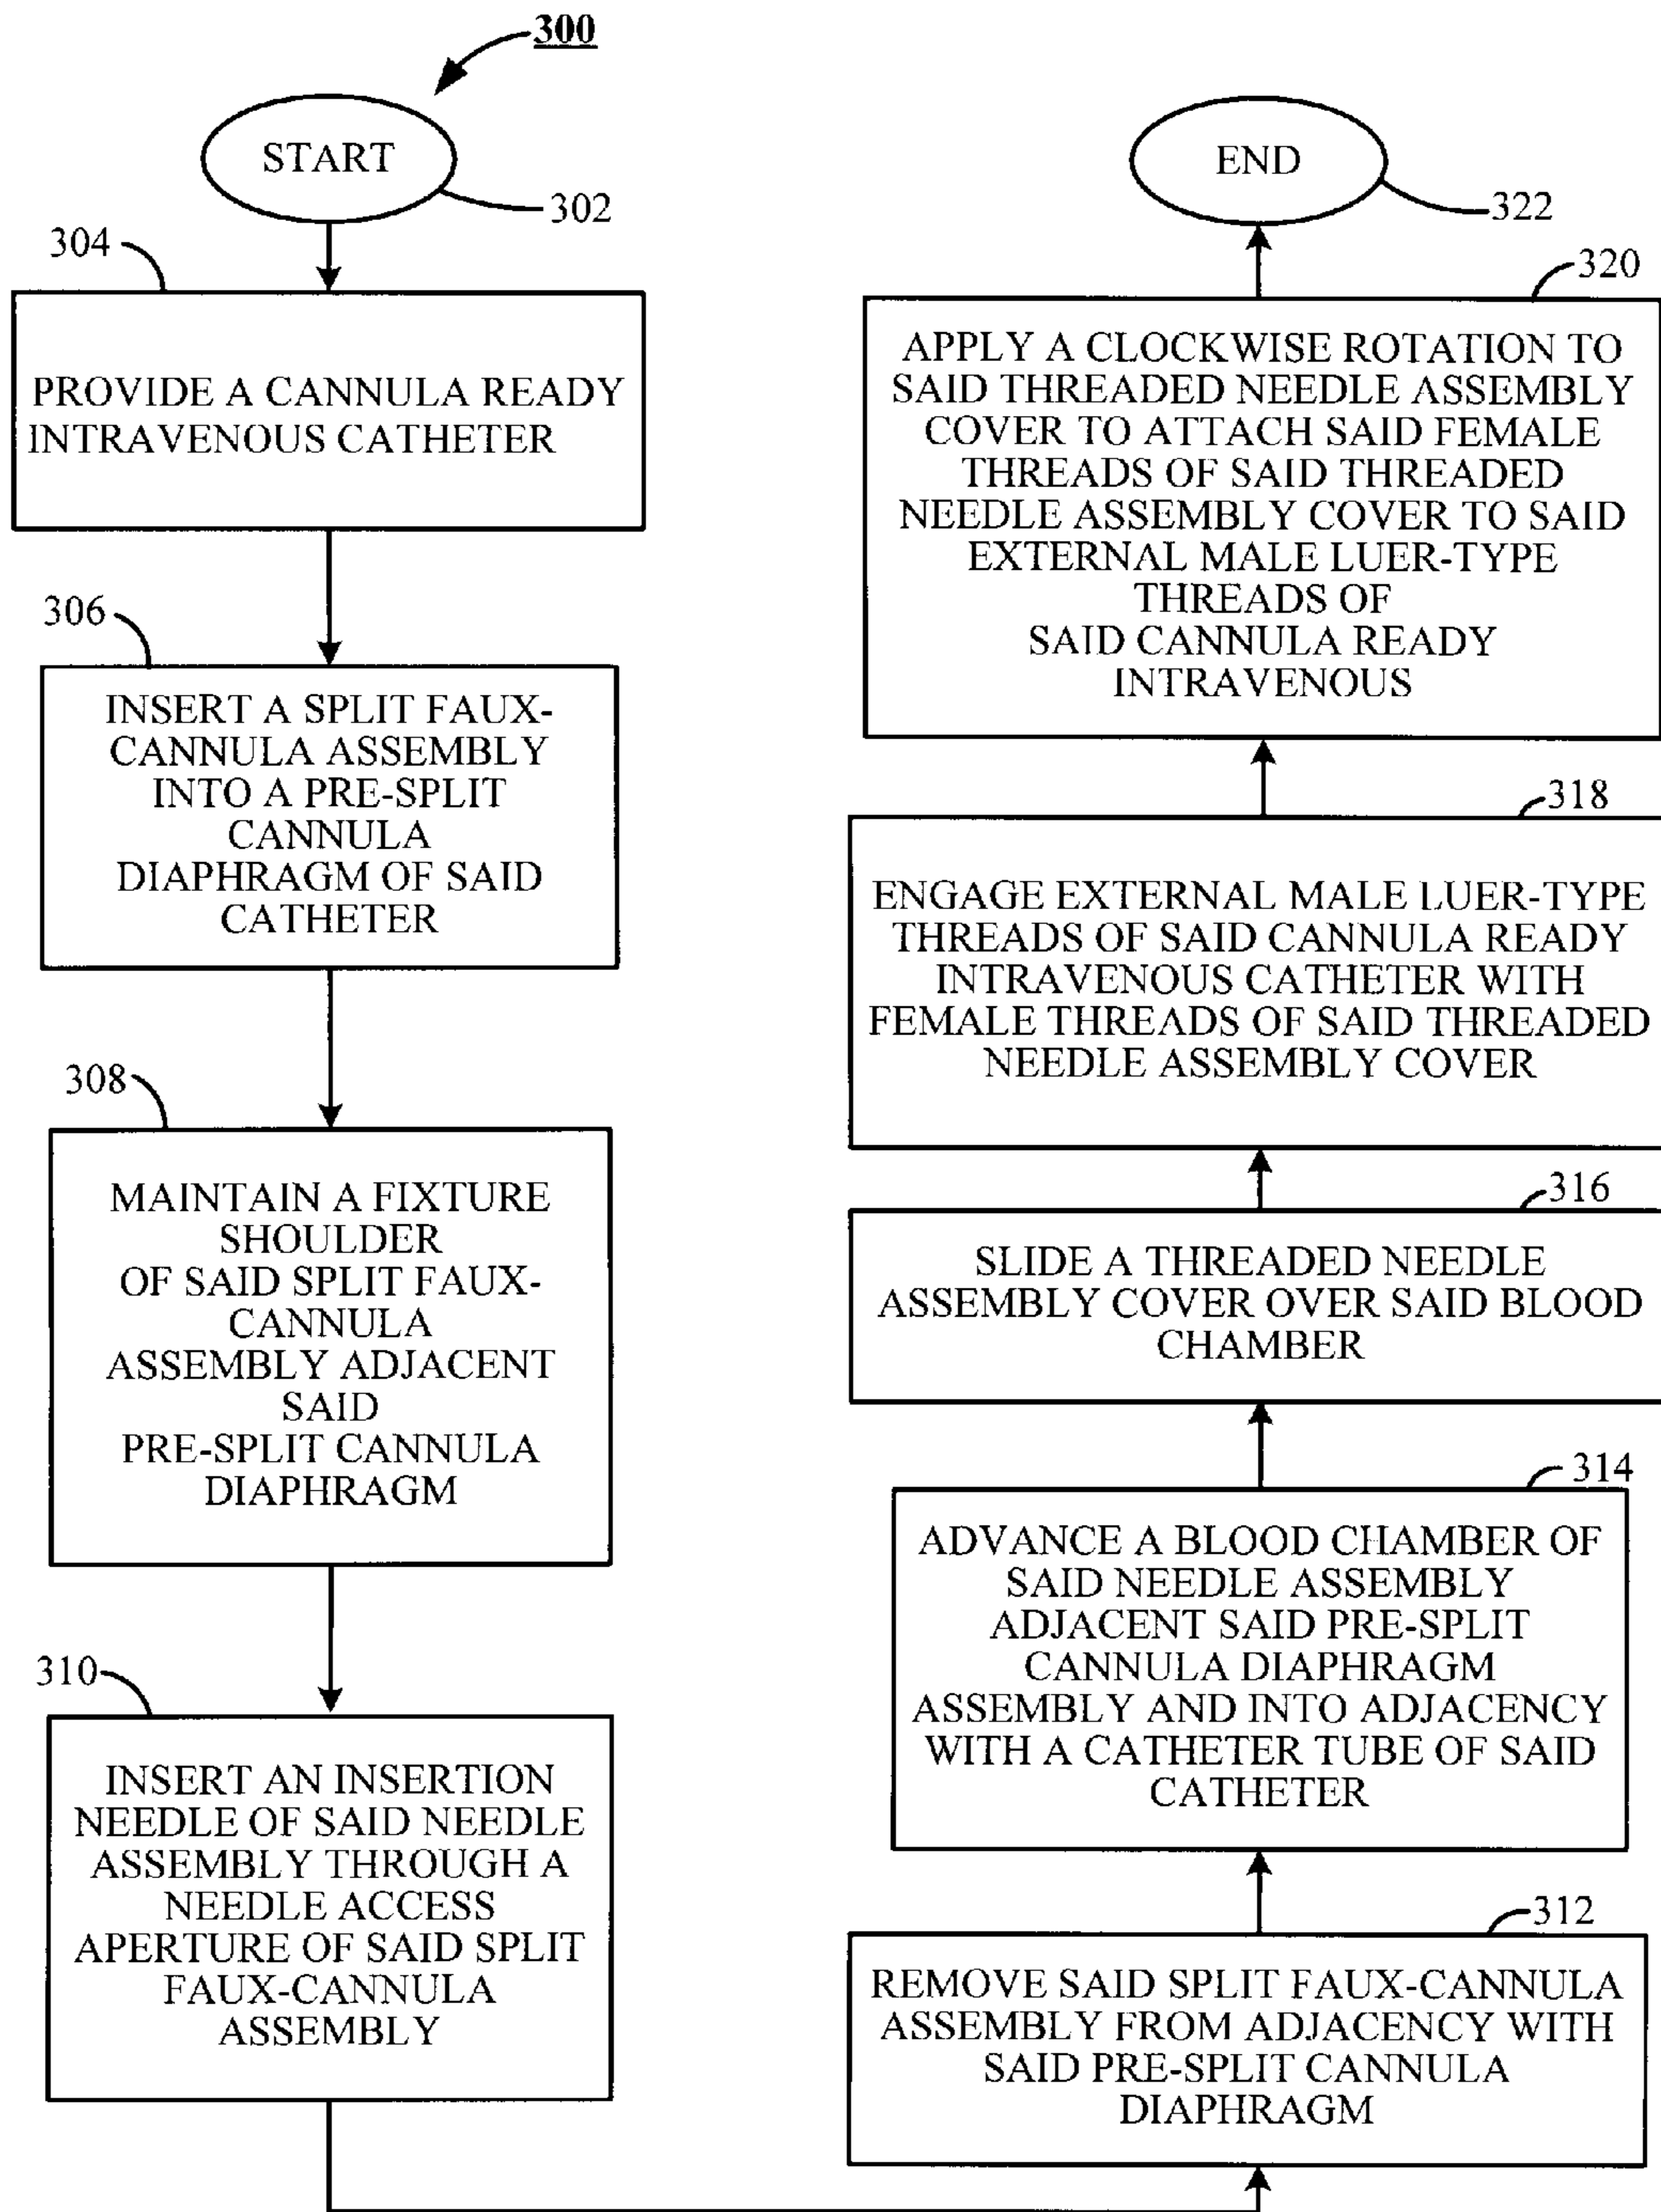 300
START
302
304
PROVIDE A CANNULA READY
INTRAVENOUS CATHETER
306
INSERT A SPLIT FAUX-
CANNULA ASSEMBLY
INTO A PRE-SPLIT
CANNULA
DIAPHRAGM OF SAID
CATHETER
308
MAINTAIN A FIXTURE
SHOULDER
OF SAID SPLIT FAUX-
CANNULA
ASSEMBLY ADJACENT
SAID
PRE-SPLIT CANNULA
DIAPHRAGM
310
INSERT AN INSERTION
NEEDLE OF SAID NEEDLE
ASSEMBLY THROUGH A
NEEDLE ACCESS
APERTURE OF SAID SPLIT
FAUX-CANNULA
ASSEMBLY
312
REMOVE SAID SPLIT FAUX-CANNULA
ASSEMBLY FROM ADJACENCY WITH
SAID PRE-SPLIT CANNULA
DIAPHRAGM
314
ADVANCE A BLOOD CHAMBER OF
SAID NEEDLE ASSEMBLY
ADJACENT SAID PRE-SPLIT
CANNULA DIAPHRAGM
ASSEMBLY AND INTO ADJACENCY
WITH A CATHETER TUBE OF SAID
CATHETER
316
SLIDE A THREADED NEEDLE
ASSEMBLY COVER OVER SAID BLOOD
CHAMBER
318
ENGAGE EXTERNAL MALE LUER-TYPE
THREADS OF SAID CANNULA READY
INTRAVENOUS CATHETER WITH
FEMALE THREADS OF SAID THREADED
NEEDLE ASSEMBLY COVER
320
APPLY A CLOCKWISE ROTATION TO
SAID THREADED NEEDLE ASSEMBLY
COVER TO ATTACH SAID FEMALE
THREADS OF SAID THREADED
NEEDLE ASSEMBLY COVER TO SAID
EXTERNAL MALE LUER-TYPE
THREADS OF
SAID CANNULA READY
INTRAVENOUS
END
322